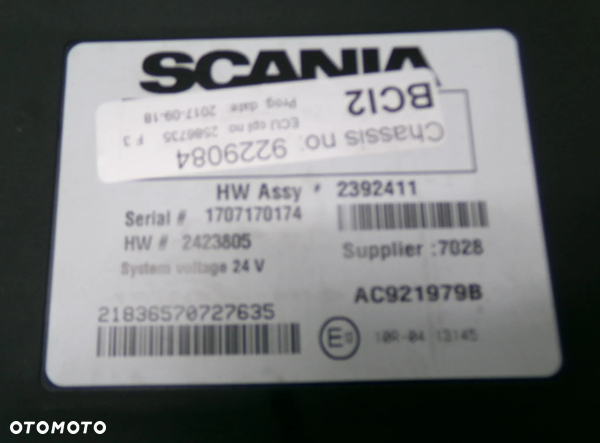 SCANIA
BCI2
Chassis no: 9229084
ECU cpl no 2586735 F 3
Prog. date: 2017-09-18
HW Assy # 2392411
Serial # 1707170174
HW # 2423805
Supplier :7028
System voltage 24 V
AC921979B
21836570727635
E
10R-04 13145
OTOMOTO